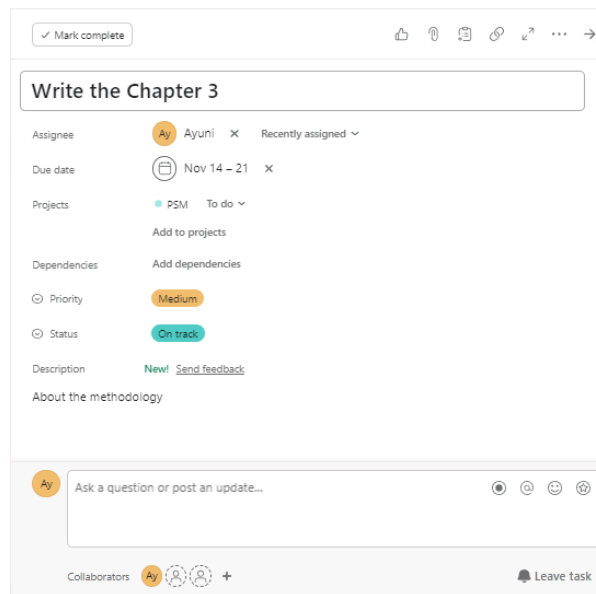 ✓ Mark complete
Write the Chapter 3
Assignee Ay Ayuni × Recently assigned
Due date Nov 14 – 21 ×
Projects PSM To do
Add to projects
Dependencies Add dependencies
Priority Medium
Status On track
Description New! Send feedback
About the methodology
Ay Ask a question or post an update...
Collaborators Ay + Leave task